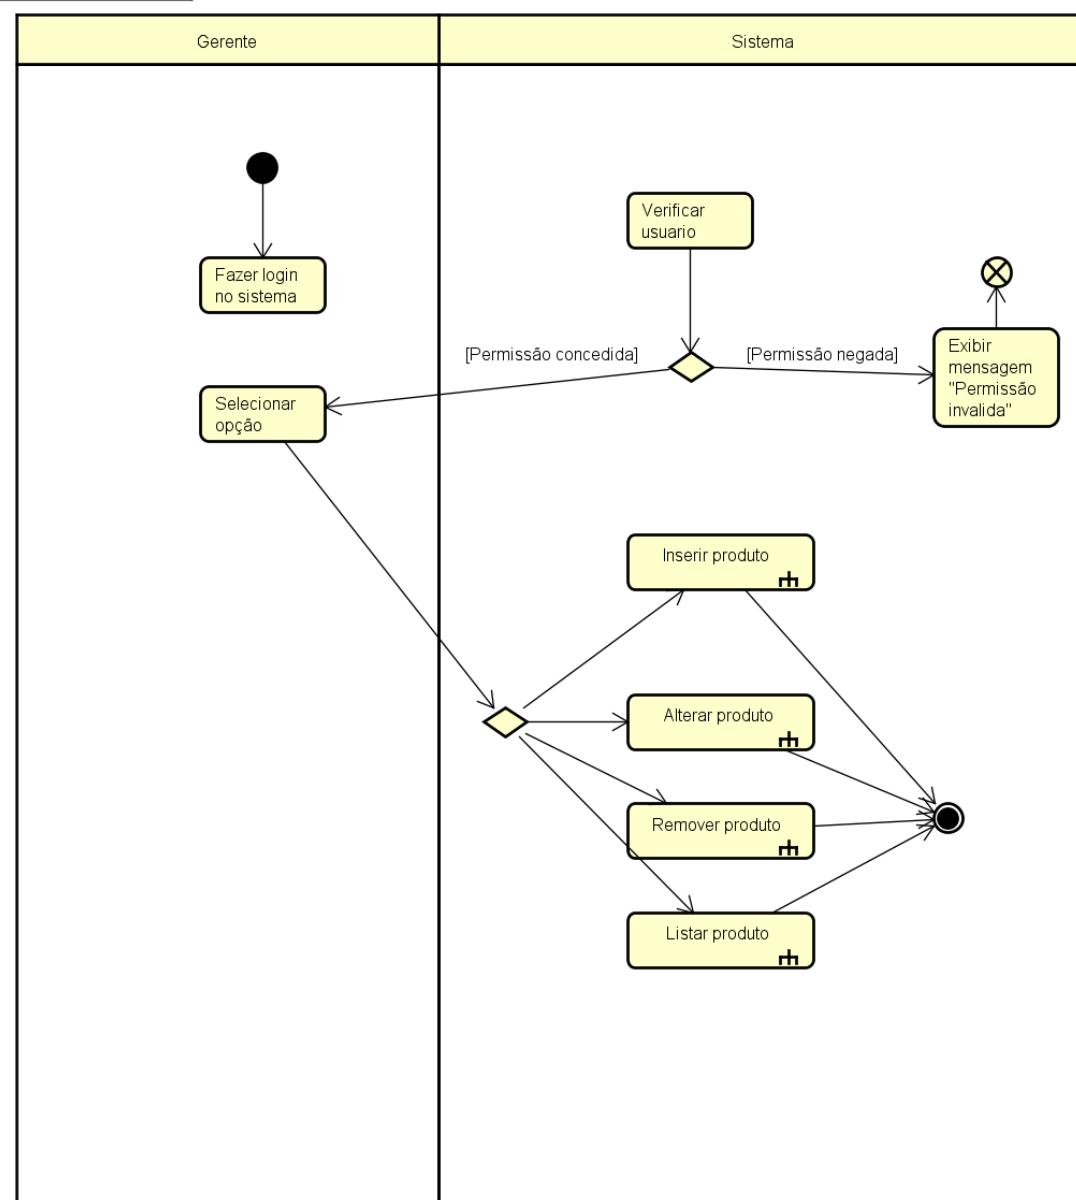 Gerente
Sistema
Verificar
usuario
Fazer login
no sistema
[Permissão concedida]
[Permissão negada]
Exibir
mensagem
"Permissão
invalida"
Selecionar
opção
Inserir produto
Alterar produto
Remover produto
Listar produto